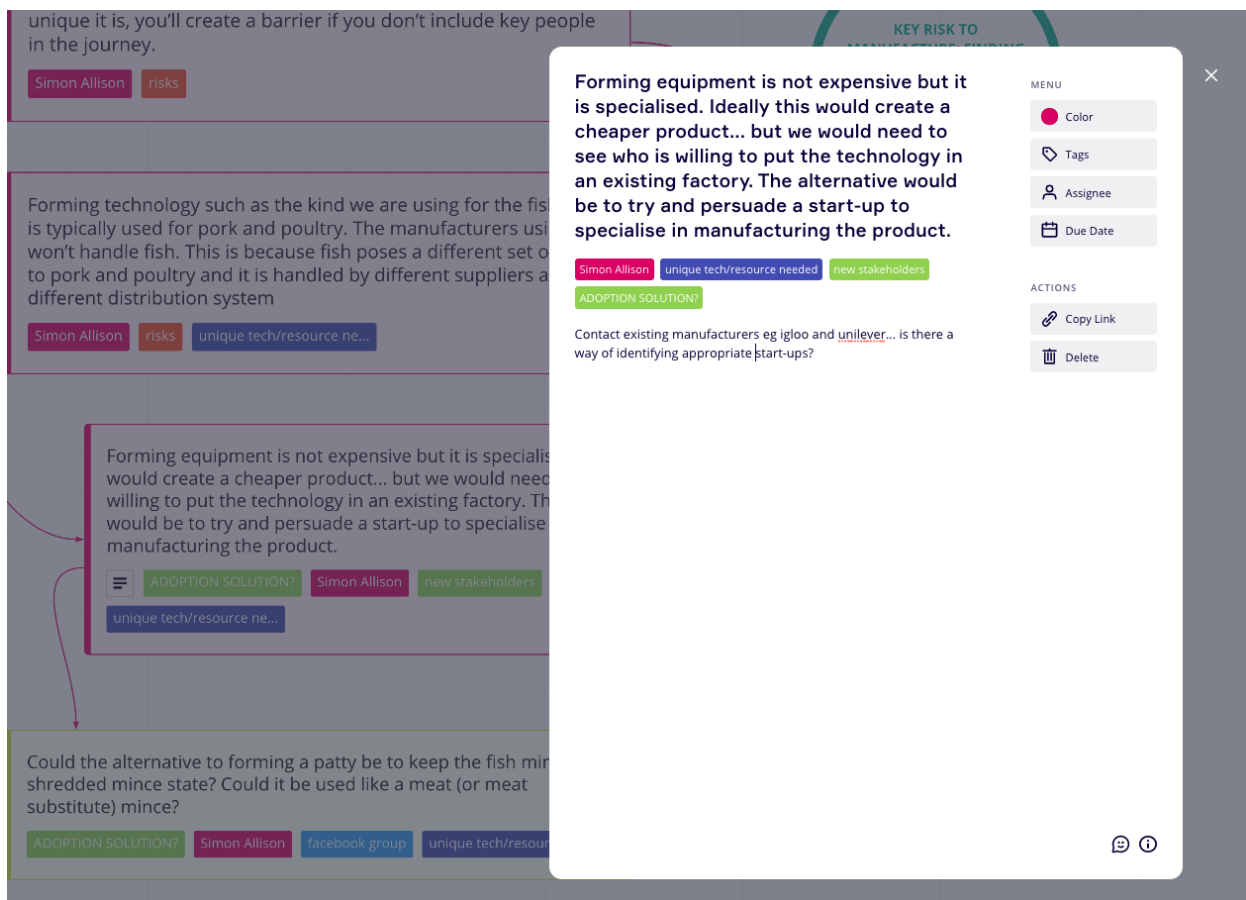 unique it is, you’ll create a barrier if you don’t include key people
in the journey.
Simon Allison risks
Forming technology such as the kind we are using for the fis
is typically used for pork and poultry. The manufacturers usi
won’t handle fish. This is because fish poses a different set o
to pork and poultry and it is handled by different suppliers a
different distribution system
Simon Allison risks unique tech/resource ne...
Forming equipment is not expensive but it is specialis
would create a cheaper product... but we would need
willing to put the technology in an existing factory. Th
would be to try and persuade a start-up to specialise
manufacturing the product.
ADOPTION SOLUTION? Simon Allison new stakeholders
unique tech/resource ne...
Could the alternative to forming a patty be to keep the fish mi
shredded mince state? Could it be used like a meat (or meat
substitute) mince?
ADOPTION SOLUTION? Simon Allison facebook group unique tech/resour
KEY RISK TO
MANUFACTURE: FINDING
Forming equipment is not expensive but it
is specialised. Ideally this would create a
cheaper product... but we would need to
see who is willing to put the technology in
an existing factory. The alternative would
be to try and persuade a start-up to
specialise in manufacturing the product.
Simon Allison unique tech/resource needed new stakeholders
ADOPTION SOLUTION?
Contact existing manufacturers eg igloo and unilever... is there a
way of identifying appropriate start-ups?
MENU
Color
Tags
Assignee
Due Date
ACTIONS
Copy Link
Delete